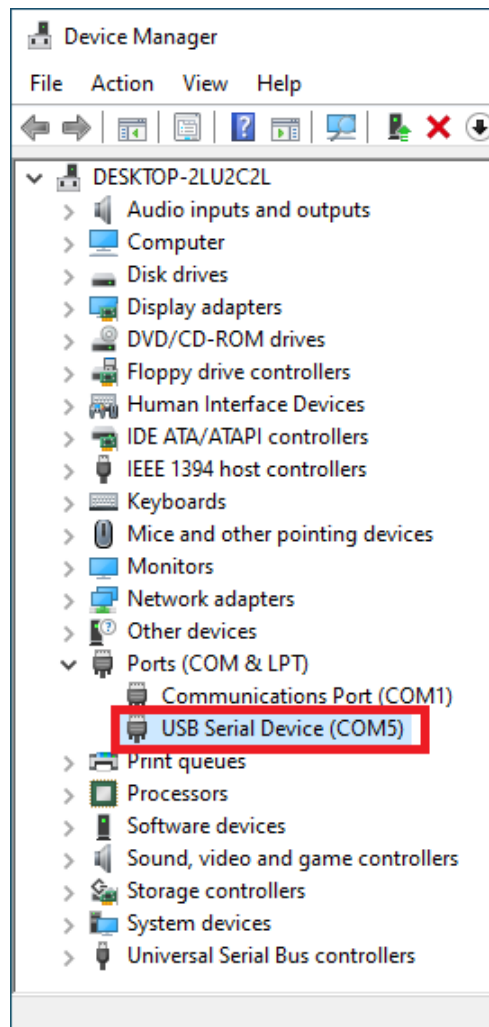 Device Manager
File Action View Help
DESKTOP-2LU2C2L
Audio inputs and outputs
Computer
Disk drives
Display adapters
DVD/CD-ROM drives
Floppy drive controllers
Human Interface Devices
IDE ATA/ATAPI controllers
IEEE 1394 host controllers
Keyboards
Mice and other pointing devices
Monitors
Network adapters
Other devices
Ports (COM & LPT)
Communications Port (COM1)
USB Serial Device (COM5)
Print queues
Processors
Software devices
Sound, video and game controllers
Storage controllers
System devices
Universal Serial Bus controllers